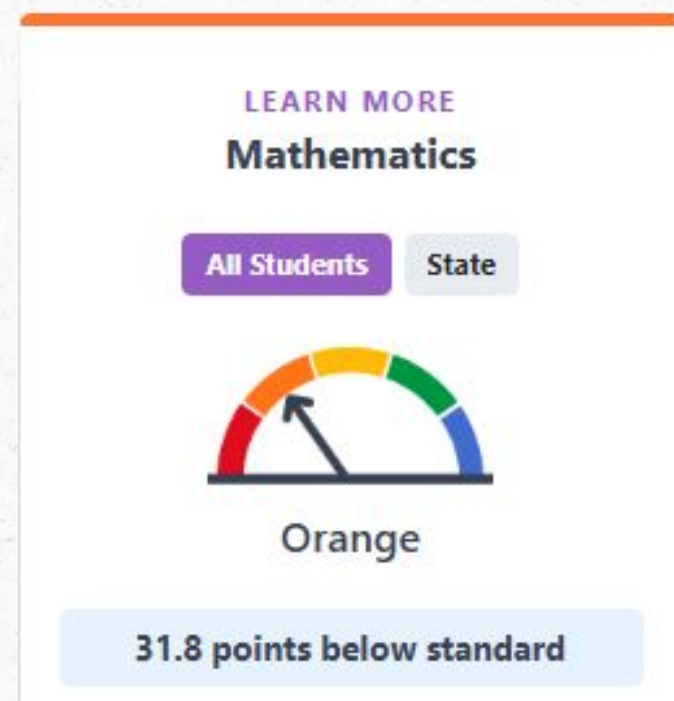 LEARN MORE
Mathematics
All Students State
Orange
31.8 points below standard